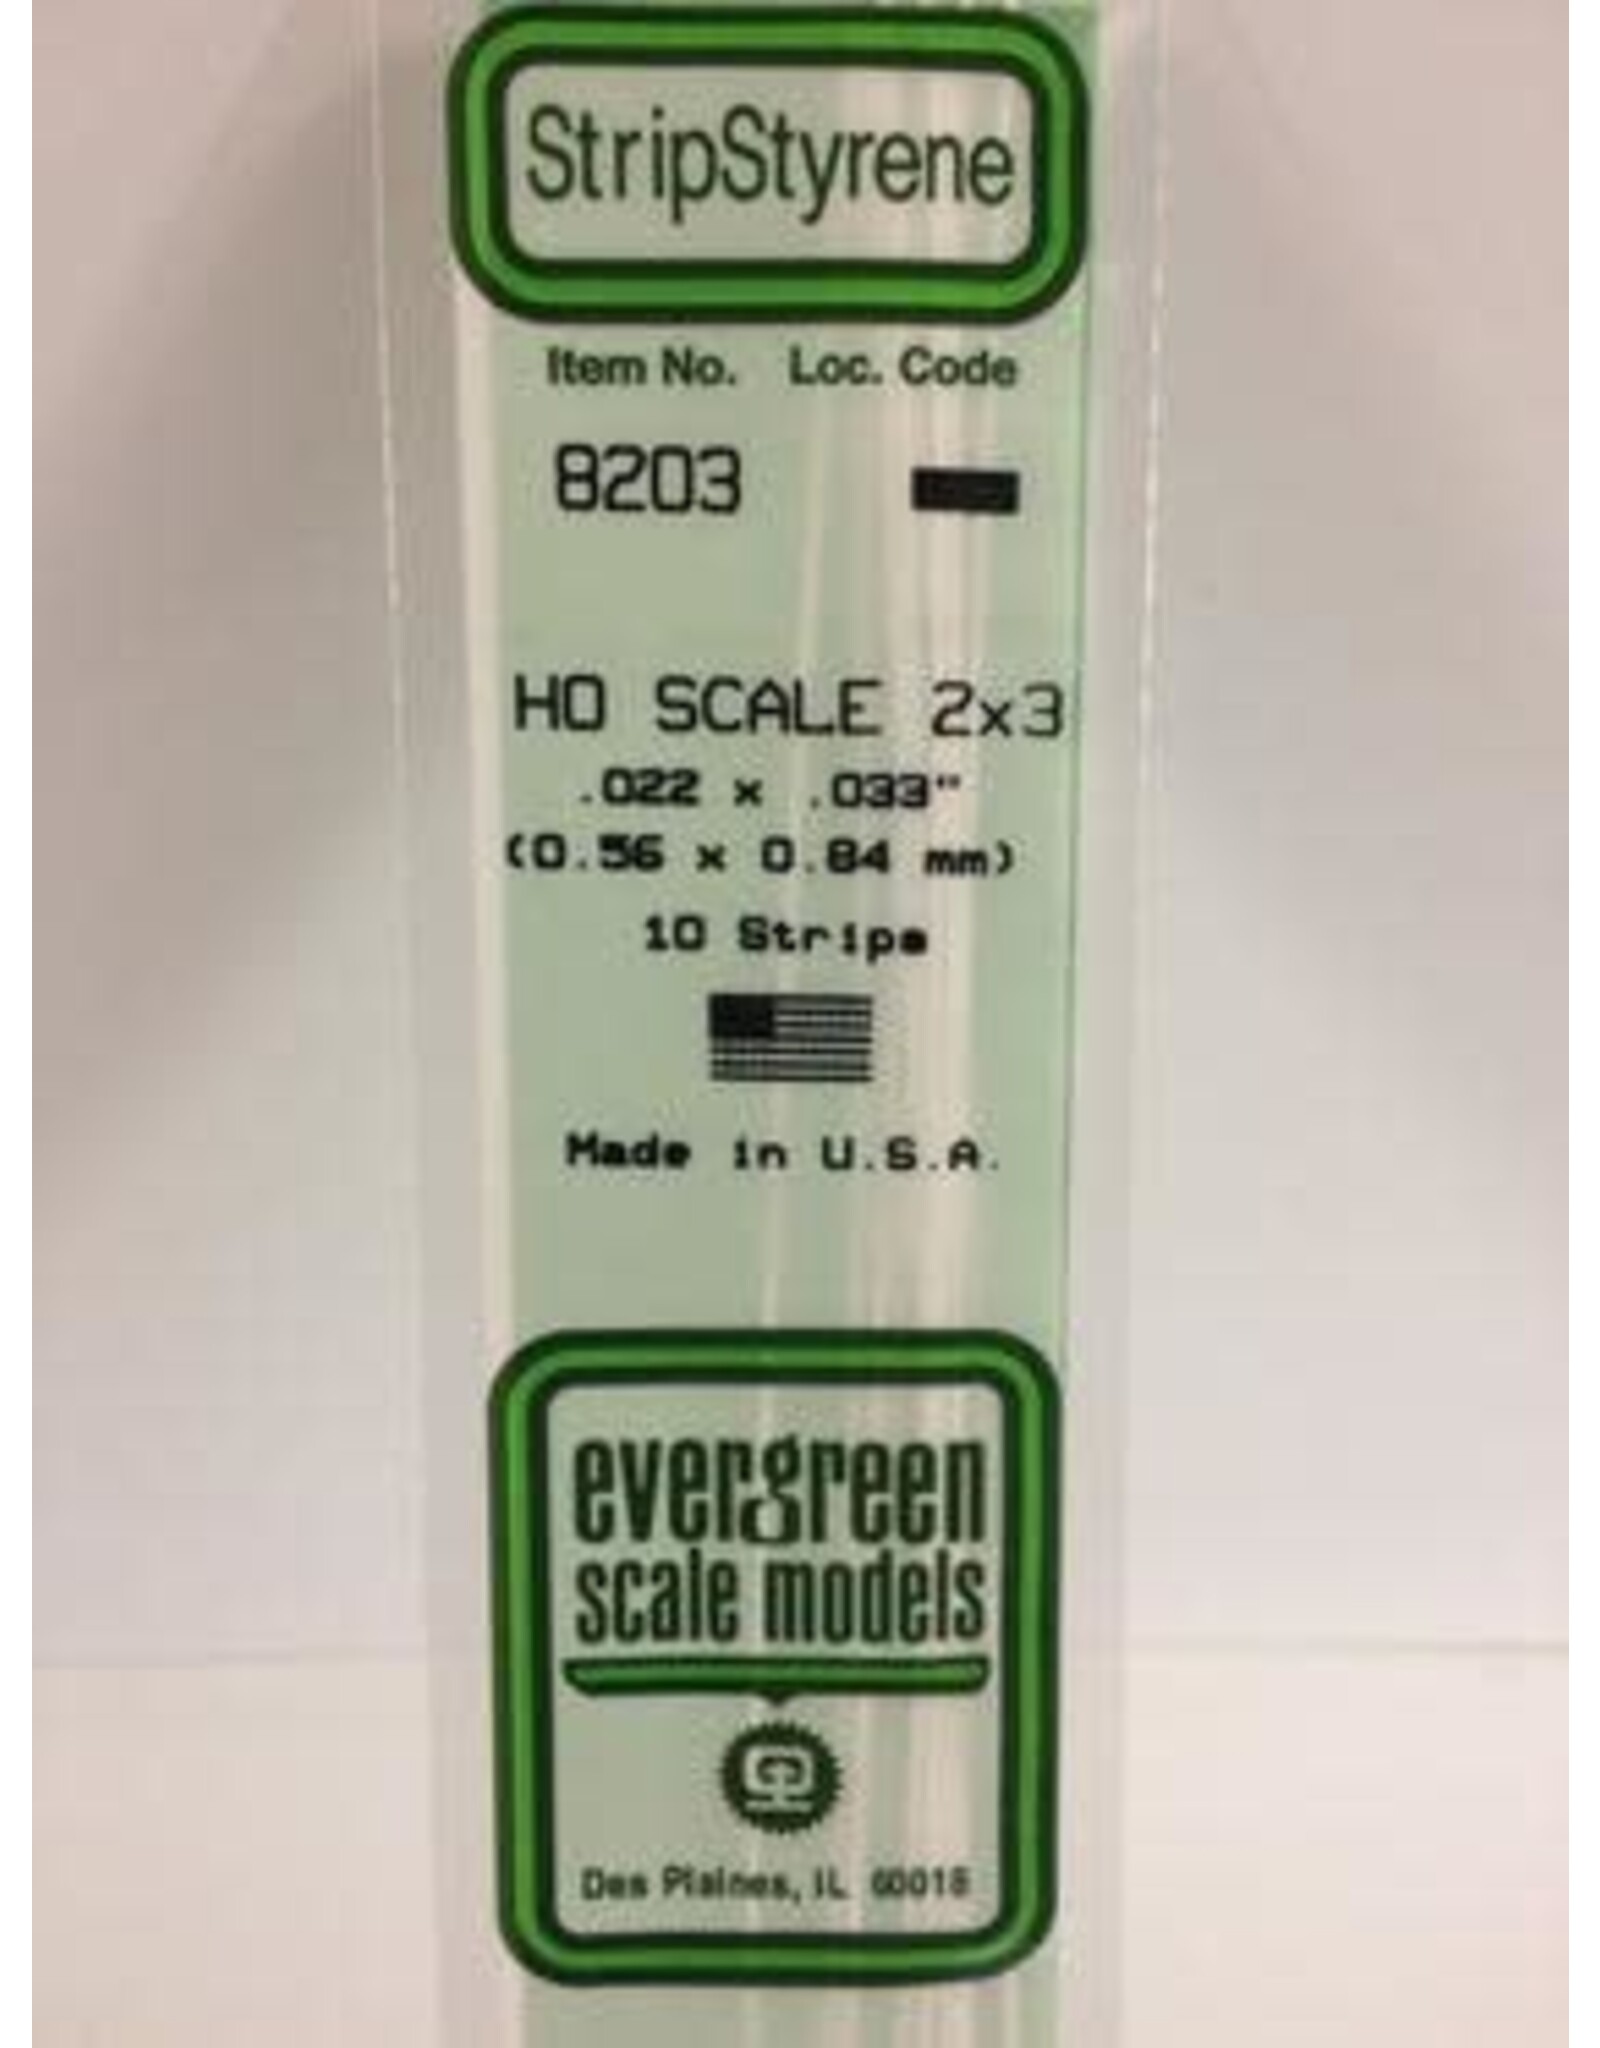 StripStyrene
Item No. Loc. Code
8203
HO SCALE 2x3
.022 x .033"
(0.56 x 0.84 mm)
10 Strips
Made in U.S.A.
evergreen
scale models
Des Plaines, IL 60018